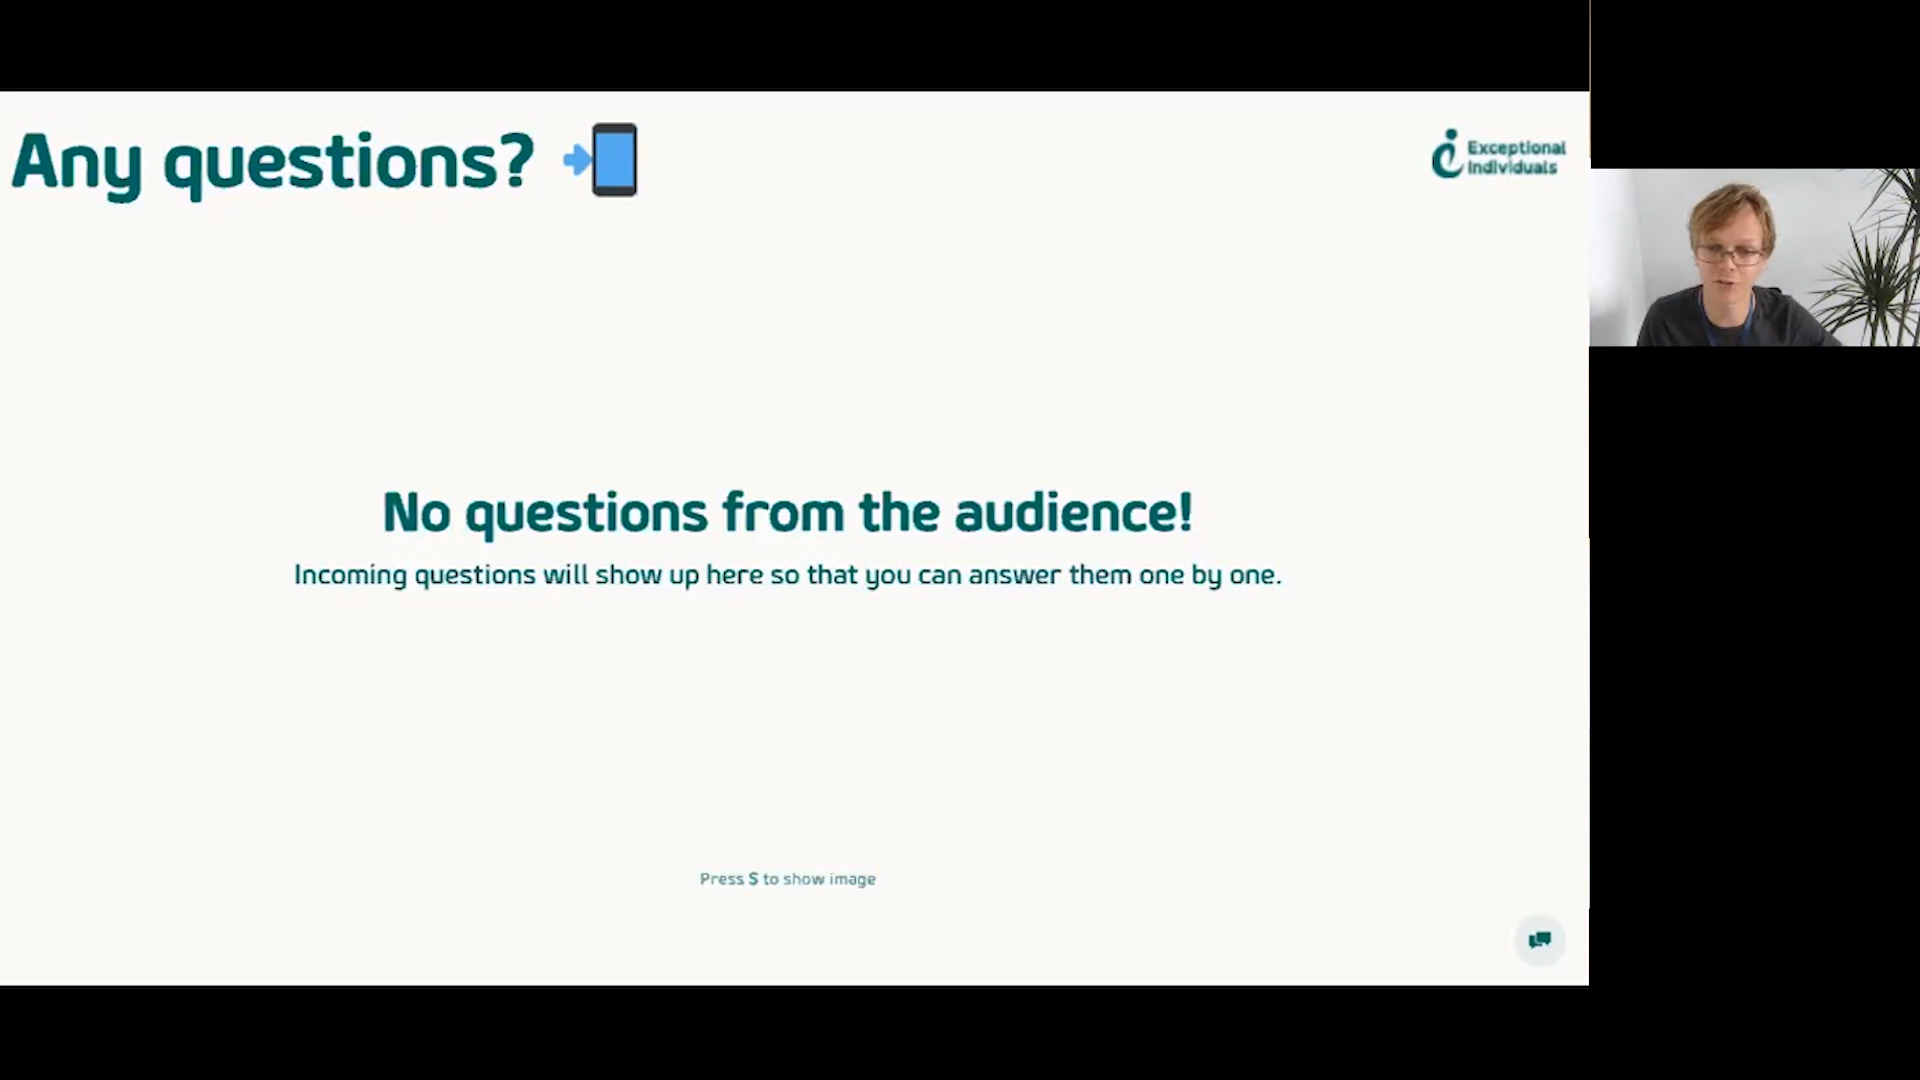 Any questions? 📲
Exceptional
Individuals
No questions from the audience!
Incoming questions will show up here so that you can answer them one by one.
Press S to show image